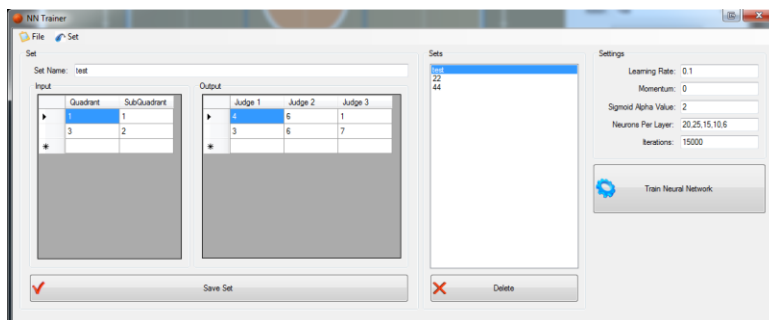 NN Trainer
File Set
Set
Set Name: test
Input
Quadrant SubQuadrant
1 1
3 2
Output
Judge 1 Judge 2 Judge 3
4 6 1
3 6 7
Save Set
Sets
test
22
44
Delete
Settings
Learning Rate: 0.1
Momentum: 0
Sigmoid Alpha Value: 2
Neurons Per Layer: 20,25,15,10,6
Iterations: 15000
Train Neural Network